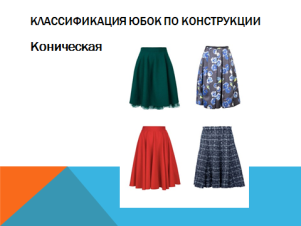 КЛАССИФИКАЦИЯ ЮБОК ПО КОНСТРУКЦИИ
Коническая